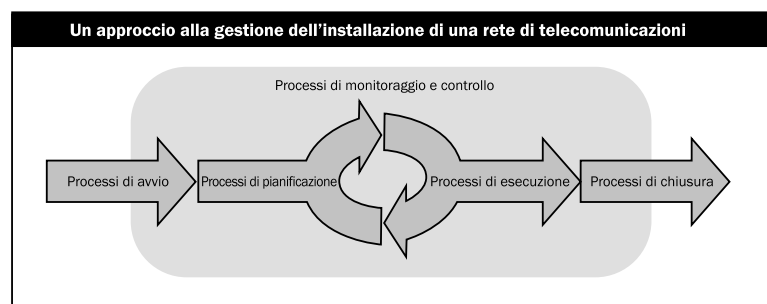 Un approccio alla gestione dell'installazione di una rete di telecomunicazioni
Processi di monitoraggio e controllo
Processi di avvio
Processi di pianificazione
Processi di esecuzione
Processi di chiusura